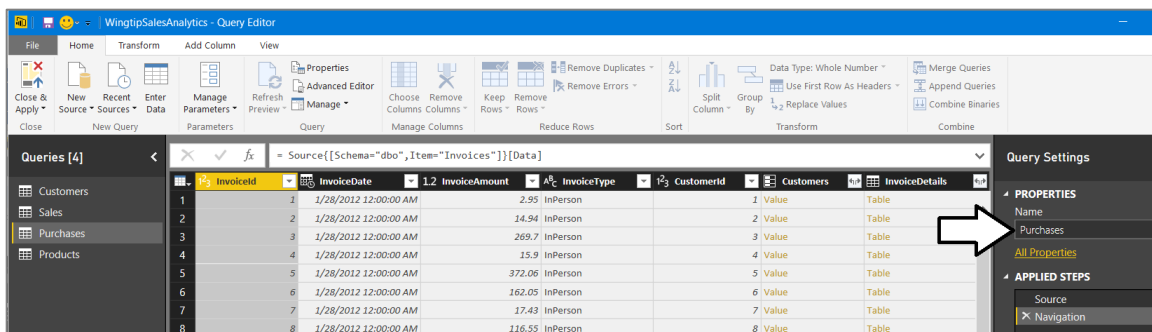 WingtipSalesAnalytics - Query Editor
File Home Transform Add Column View
Close & Apply
New Source
Recent Sources
Enter Data
Manage Parameters
Refresh Preview
Properties
Advanced Editor
Manage
Choose Columns
Remove Columns
Keep Rows
Remove Rows
Remove Duplicates
Remove Errors
Split Column
Group By
Data Type: Whole Number
Use First Row As Headers
Replace Values
Merge Queries
Append Queries
Combine Binaries
Close New Query Parameters Query Manage Columns Reduce Rows Sort Transform Combine
Queries [4]
Customers
Sales
Purchases
Products
fx = Source{[Schema="dbo",Item="Invoices"]}[Data]
InvoiceId InvoiceDate 1.2 InvoiceAmount ABC InvoiceType 123 CustomerId Customers InvoiceDetails
1 1 1/28/2012 12:00:00 AM 2.95 InPerson 1 Value Table
2 2 1/28/2012 12:00:00 AM 14.94 InPerson 2 Value Table
3 3 1/28/2012 12:00:00 AM 269.7 InPerson 3 Value Table
4 4 1/28/2012 12:00:00 AM 15.9 InPerson 4 Value Table
5 5 1/28/2012 12:00:00 AM 372.06 InPerson 5 Value Table
6 6 1/28/2012 12:00:00 AM 162.05 InPerson 6 Value Table
7 7 1/28/2012 12:00:00 AM 17.43 InPerson 7 Value Table
8 8 1/28/2012 12:00:00 AM 116.55 InPerson 8 Value Table
Query Settings
PROPERTIES
Name
Purchases
All Properties
APPLIED STEPS
Source
Navigation